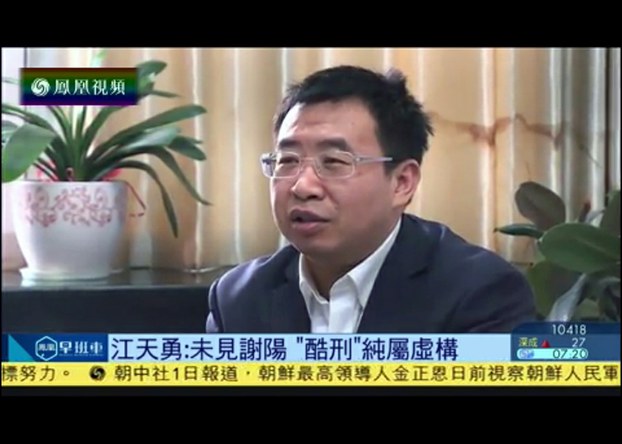 鳳凰視頻
鳳凰 早班車
江天勇:未見謝陽 "酷刑"純屬虛構
10418
深成 ▲ 27
07:20
標努力。 朝中社1日報道，朝鮮最高領導人金正恩日前視察朝鮮人民軍